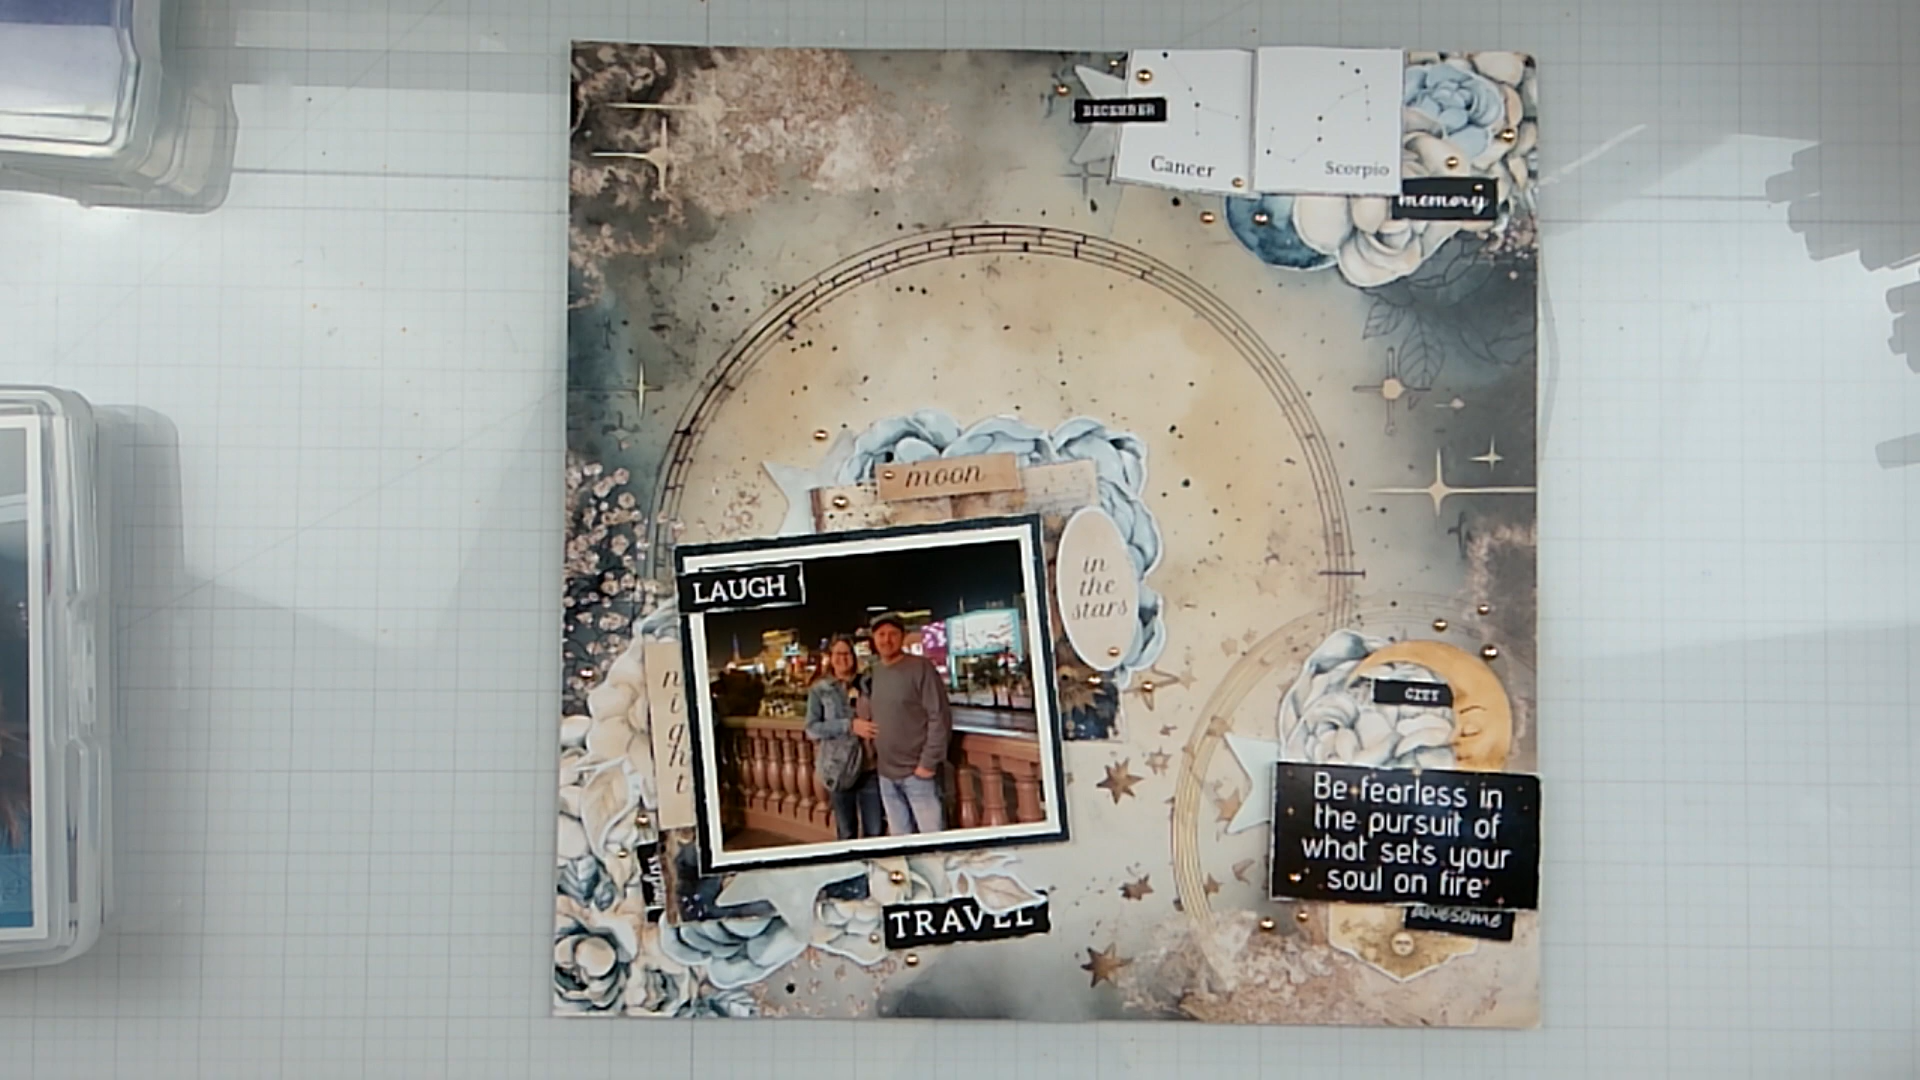 DECEMBER
Cancer
Scorpio
memory
moon
in
the
stars
LAUGH
n
i
g
h
t
CITY
Be fearless in
the pursuit of
what sets your
soul on fire
awesome
TRAVEL